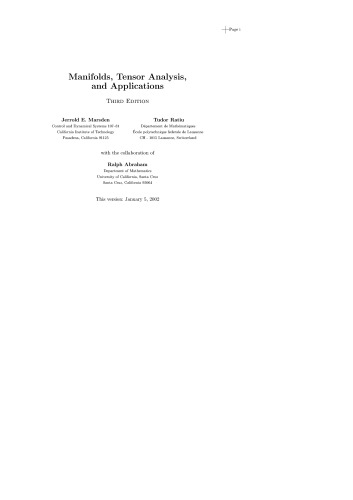 Page i
Manifolds, Tensor Analysis,
and Applications
Third Edition
Jerrold E. Marsden
Control and Dynamical Systems 107–81
California Institute of Technology
Pasadena, California 91125
Tudor Ratiu
Département de Mathématiques
École polytechnique federale de Lausanne
CH - 1015 Lausanne, Switzerland
with the collaboration of
Ralph Abraham
Department of Mathematics
University of California, Santa Cruz
Santa Cruz, California 95064
This version: January 5, 2002